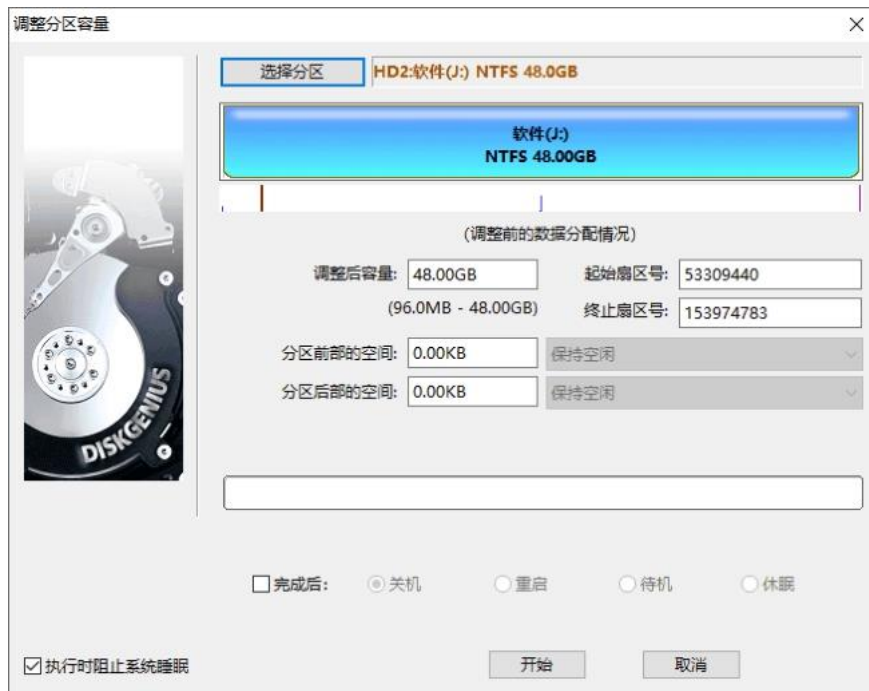 调整分区容量
选择分区 HD2:软件(J:) NTFS 48.0GB
软件(J:)
NTFS 48.00GB
(调整前的数据分配情况)
调整后容量: 48.00GB 起始扇区号: 53309440
(96.0MB - 48.00GB) 终止扇区号: 153974783
分区前部的空间: 0.00KB 保持空闲
分区后部的空间: 0.00KB 保持空闲
DISKGENIUS
完成后: 关机 重启 待机 休眠
执行时阻止系统睡眠 开始 取消